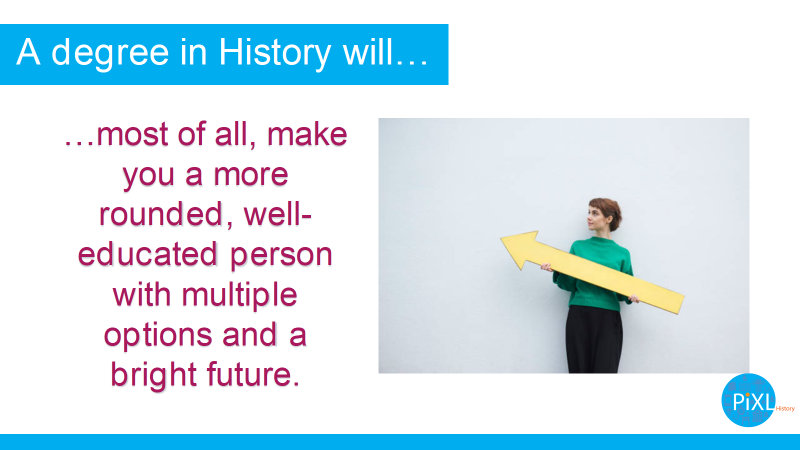 A degree in History will…
…most of all, make
you a more
rounded, well-
educated person
with multiple
options and a
bright future.
PiXL
History